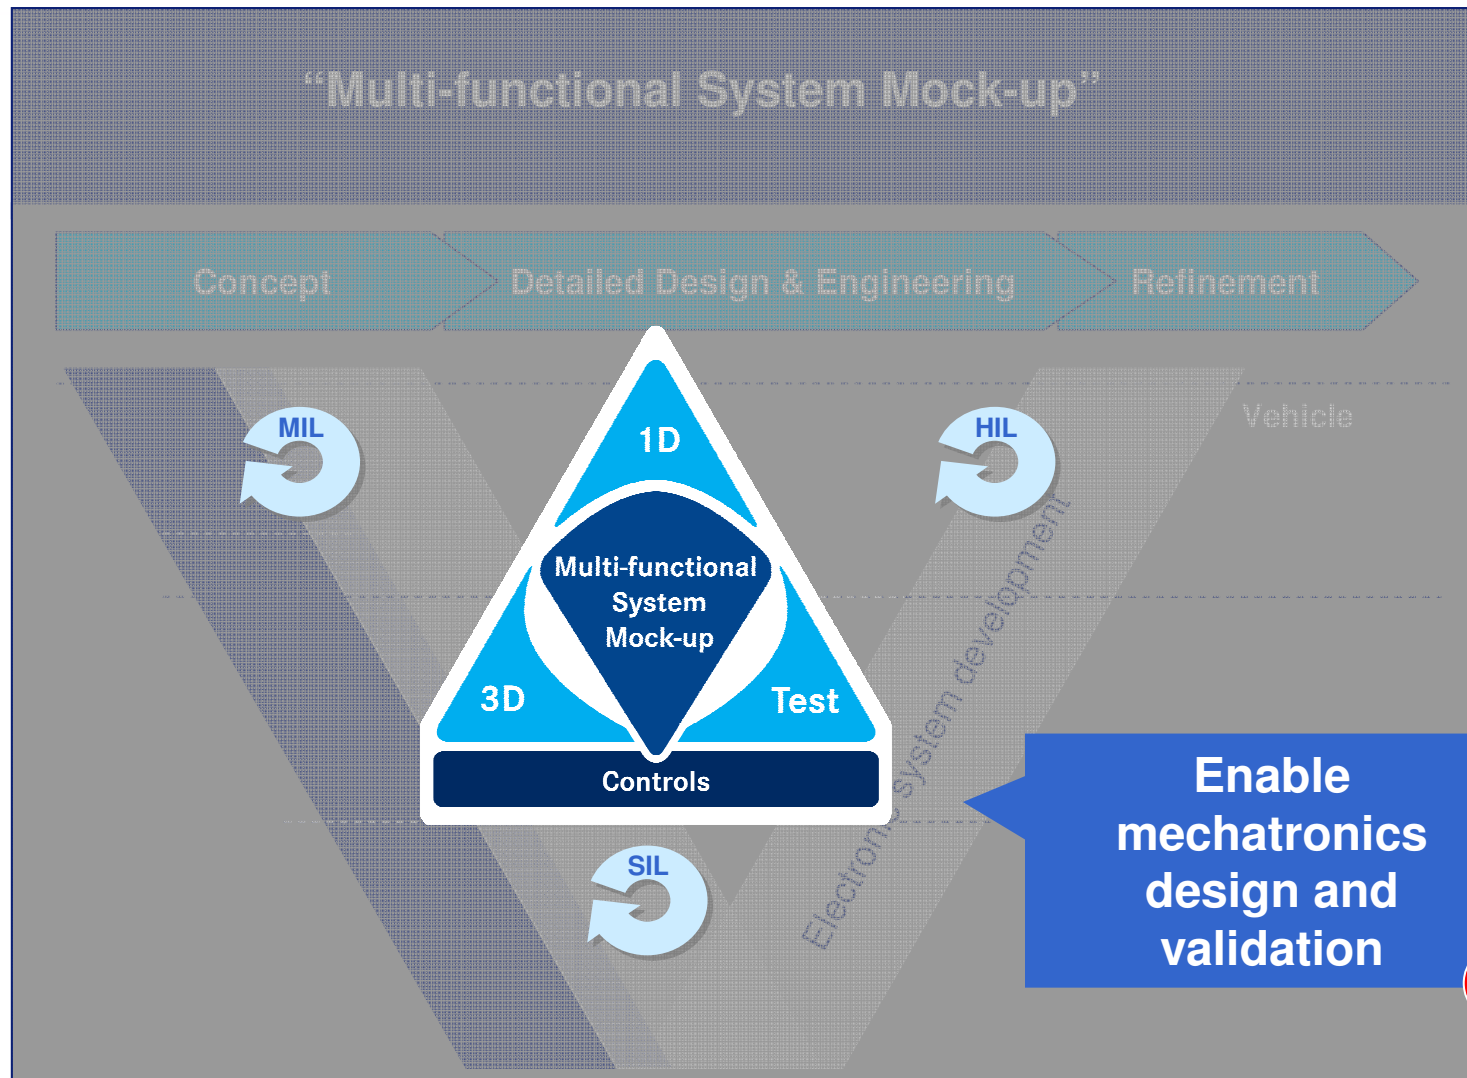 “Multi-functional System Mock-up”
Concept
Detailed Design & Engineering
Refinement
Vehicle
MIL
HIL
1D
Multi-functional
System
Mock-up
3D
Test
Controls
SIL
Electronic system development
Enable
mechatronics
design and
validation